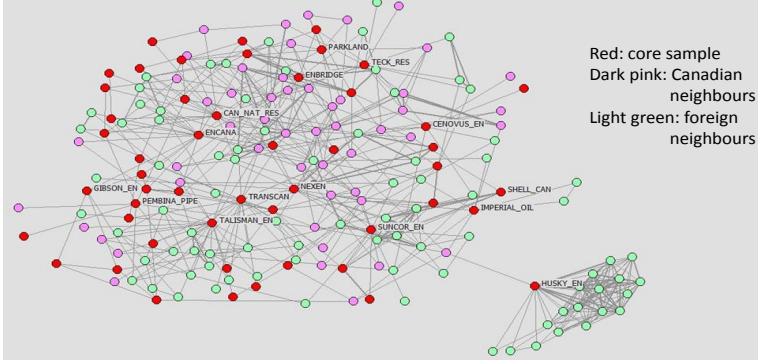 PARKLAND
TECK_RES
ENBRIDGE
CAN_NAT_RES
ENCANA
CENOVUS_EN
GIBSON_EN
PEMBINA_PIPE
TRANSCAN
NEXEN
SHELL_CAN
IMPERIAL_OIL
TALISMAN_EN
SUNCOR_EN
HUSKY_EN
Red: core sample
Dark pink: Canadian
neighbours
Light green: foreign
neighbours